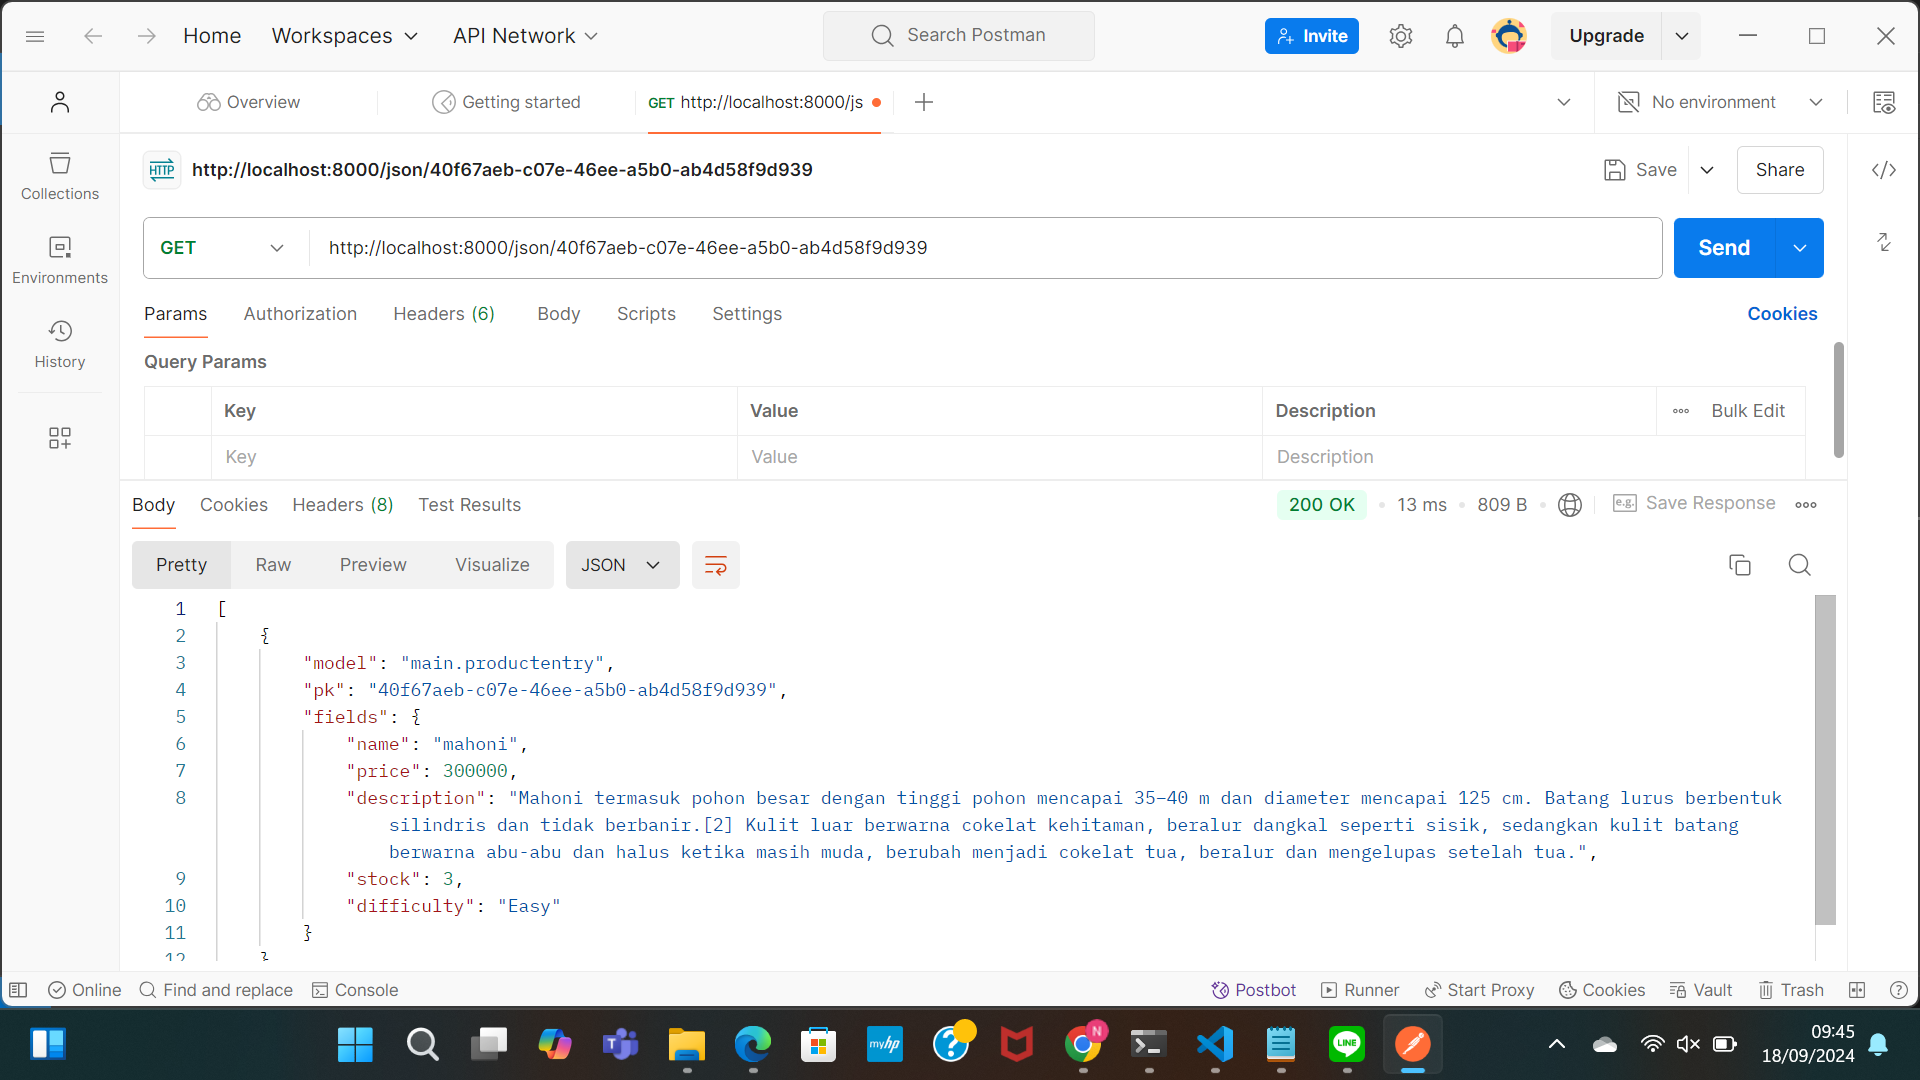 Home Workspaces API Network Search Postman Invite Upgrade
Overview Getting started GET http://localhost:8000/js No environment
HTTP http://localhost:8000/json/40f67aeb-c07e-46ee-a5b0-ab4d58f9d939 Save Share
Collections
Environments
History
GET http://localhost:8000/json/40f67aeb-c07e-46ee-a5b0-ab4d58f9d939 Send
Params Authorization Headers (6) Body Scripts Settings Cookies
Query Params
Key Value Description Bulk Edit
Key Value Description
Body Cookies Headers (8) Test Results 200 OK 13 ms 809 B e.g. Save Response
Pretty Raw Preview Visualize JSON
1 [
2 {
3 "model": "main.productentry",
4 "pk": "40f67aeb-c07e-46ee-a5b0-ab4d58f9d939",
5 "fields": {
6 "name": "mahoni",
7 "price": 300000,
8 "description": "Mahoni termasuk pohon besar dengan tinggi pohon mencapai 35–40 m dan diameter mencapai 125 cm. Batang lurus berbentuk
silindris dan tidak berbanir.[2] Kulit luar berwarna cokelat kehitaman, beralur dangkal seperti sisik, sedangkan kulit batang
berwarna abu-abu dan halus ketika masih muda, berubah menjadi cokelat tua, beralur dan mengelupas setelah tua.",
9 "stock": 3,
10 "difficulty": "Easy"
11 }
12 }
Online Find and replace Console Postbot Runner Start Proxy Cookies Vault Trash
myhp N LINE
09:45
18/09/2024